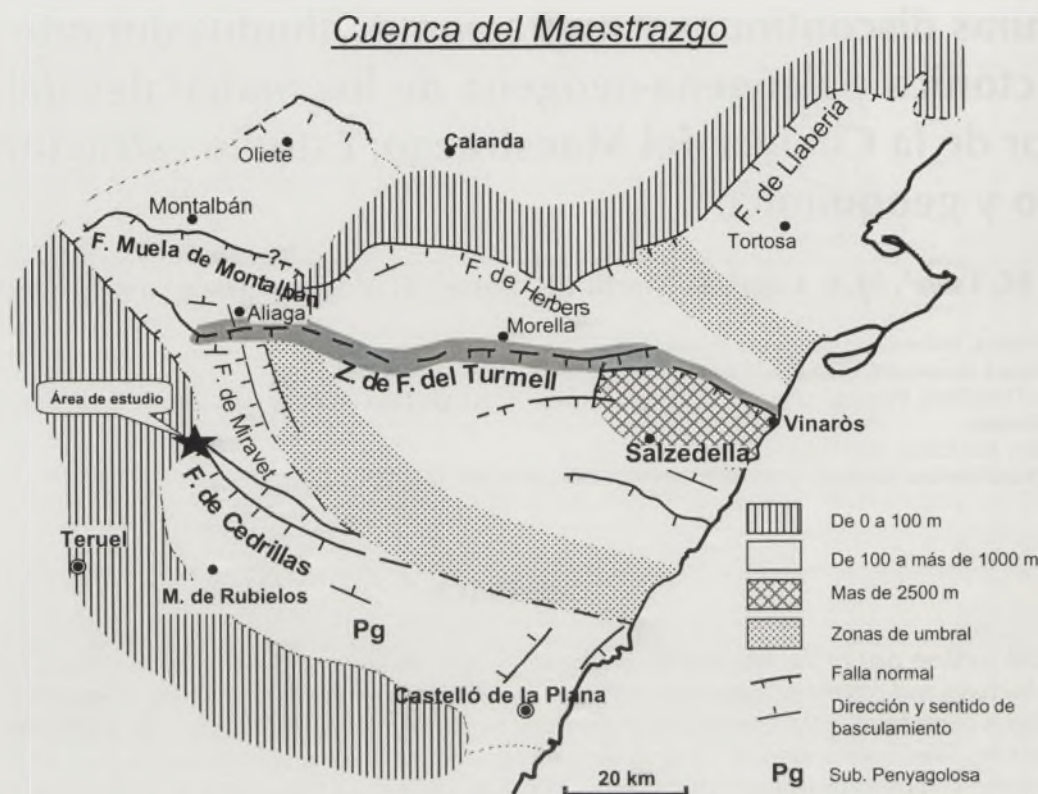 Cuenca del Maestrazgo
Oliete
Calanda
Montalbán
F. Muela de Montalbán
?
F. de Herbers
F. de Llaberia
Tortosa
Aliaga
Morella
Z. de F. del Turmell
F. de Miravet
Área de estudio
Vinaròs
Salzedella
F. de Cedrillas
Teruel
M. de Rubielos
Pg
Castelló de la Plana
20 km
De 0 a 100 m
De 100 a más de 1000 m
Mas de 2500 m
Zonas de umbral
Falla normal
Dirección y sentido de
basculamiento
Pg Sub. Penyagolosa